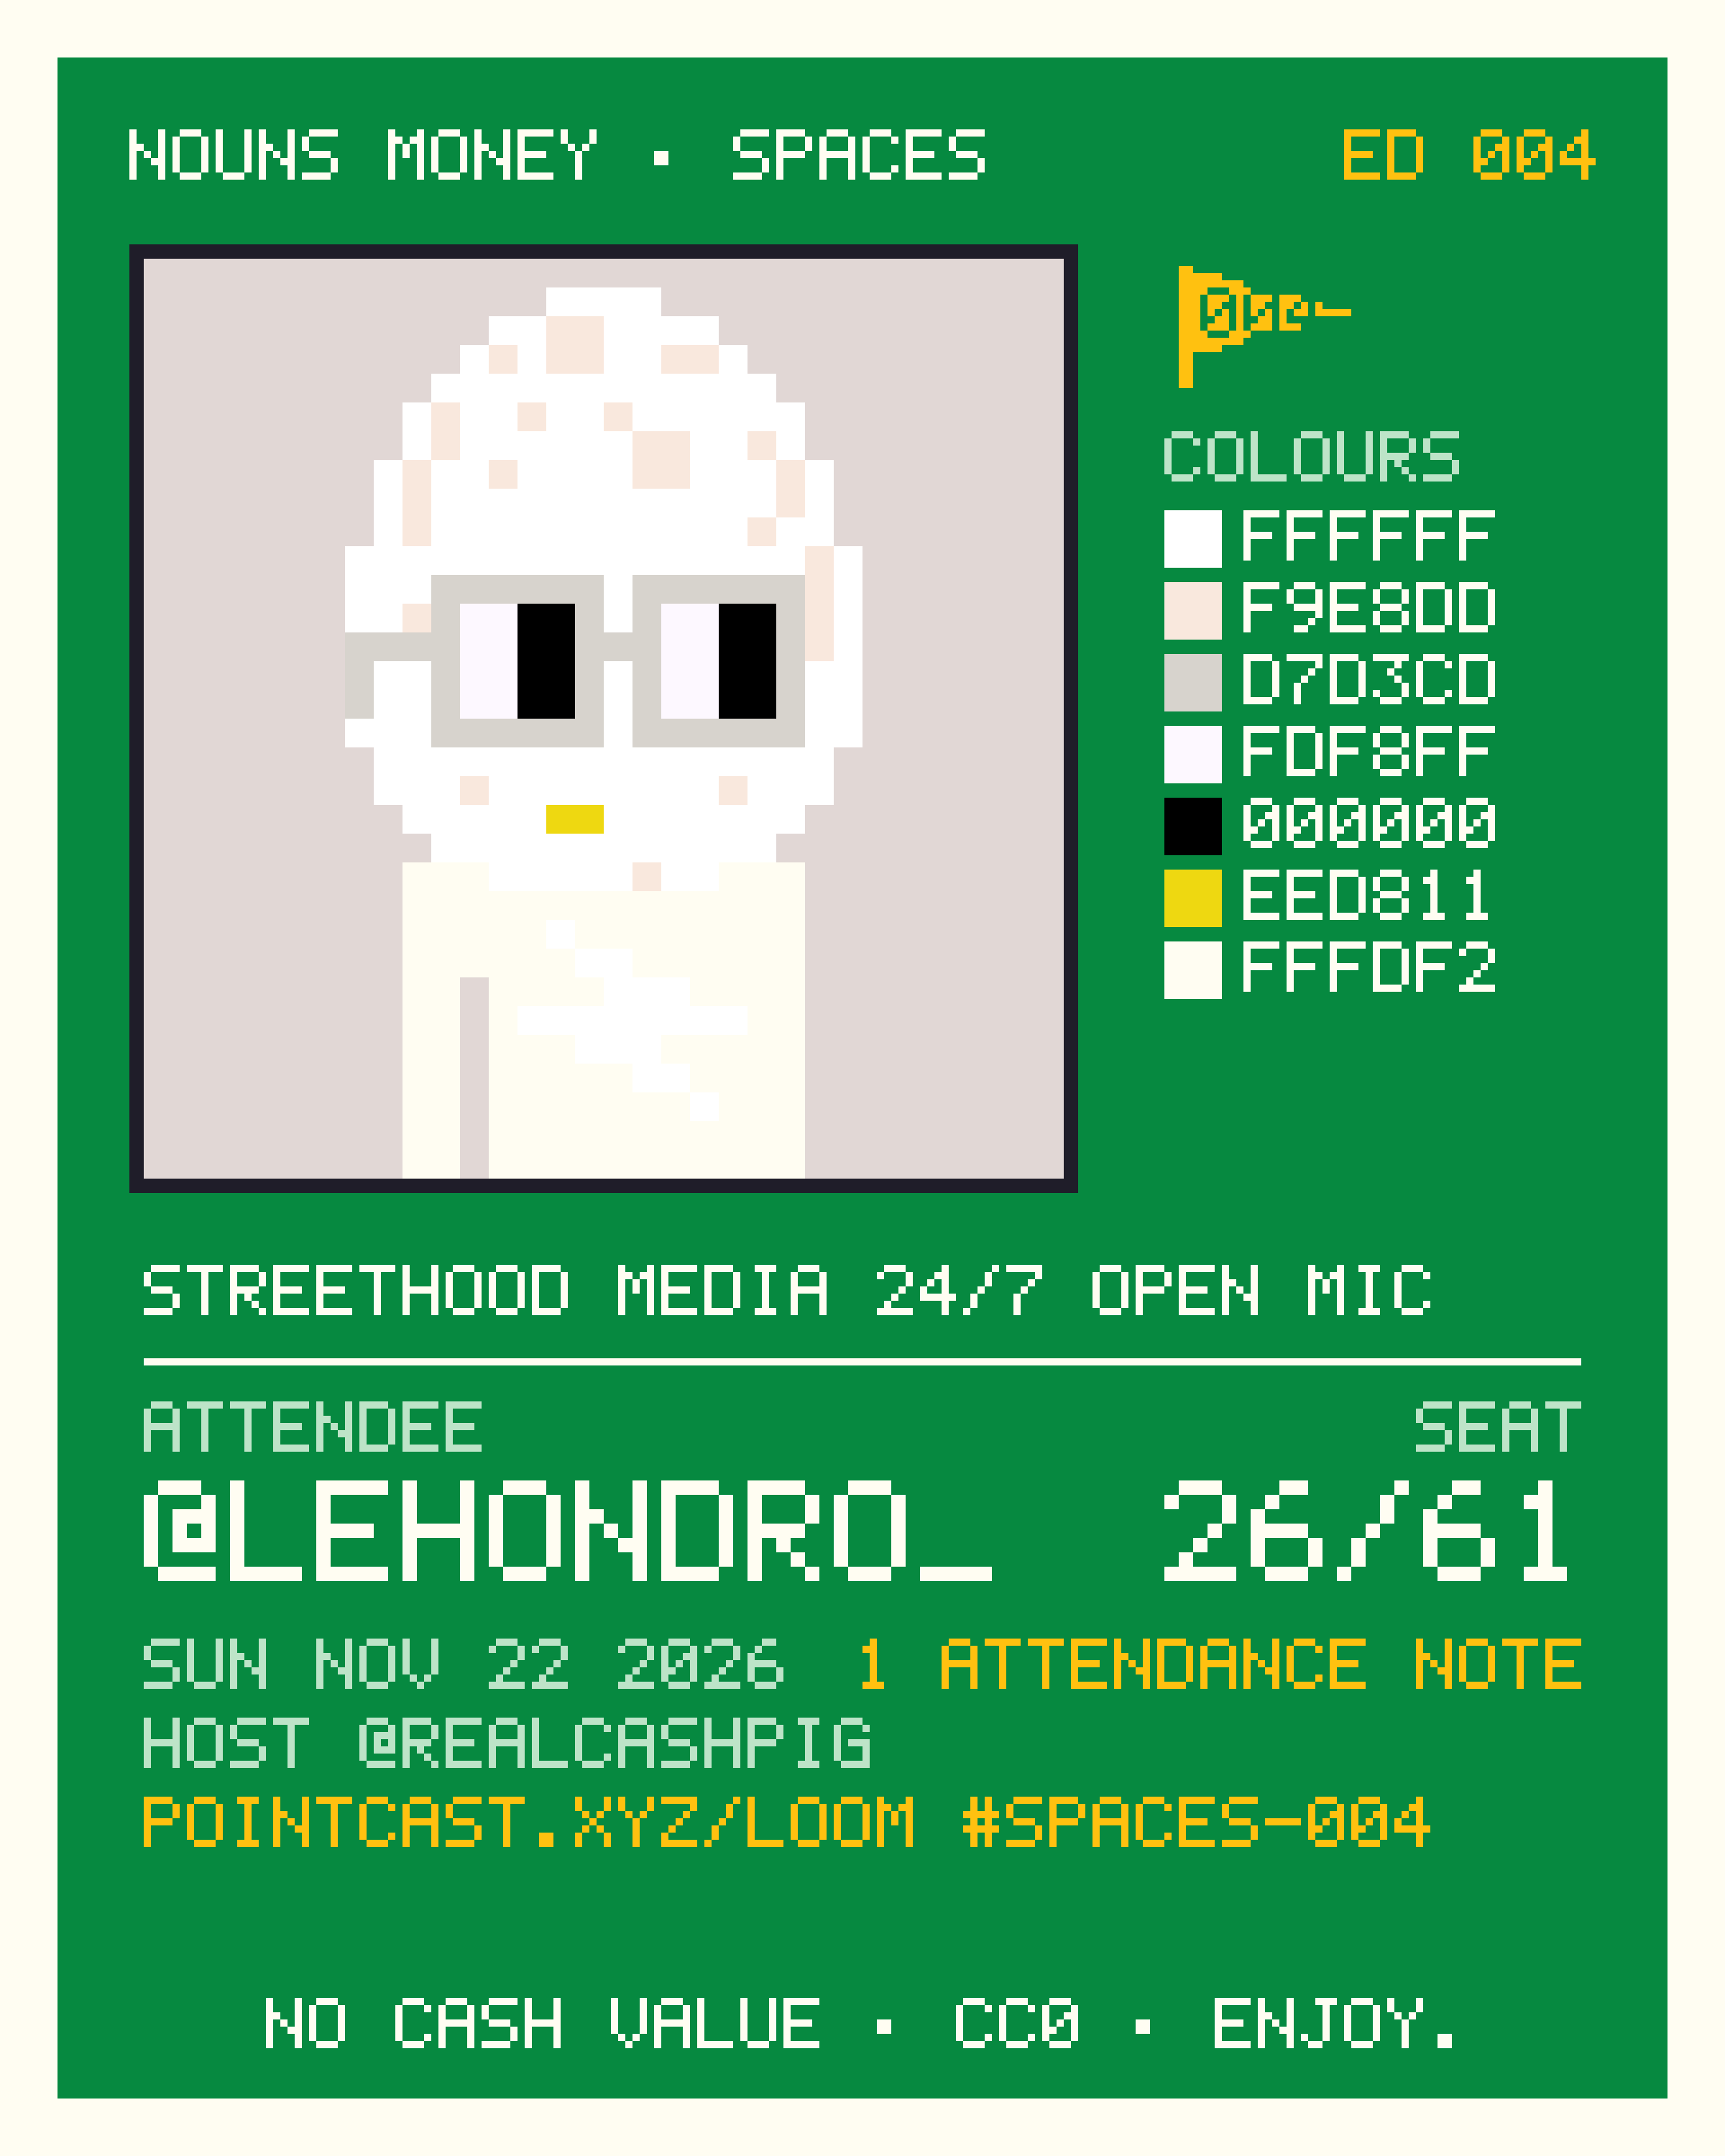 NOUNS MONEY · SPACES
ED 004
COLOURS
FFFFFF
F9E8DD
D7D3CD
FDF8FF
000000
EED811
FFFDF2
STREETHOOD MEDIA 24/7 OPEN MIC
ATTENDEE
SEAT
@LEHONDRO_
26/61
SUN NOV 22 2026
1 ATTENDANCE NOTE
HOST @REALCASHPIG
POINTCAST.XYZ/LOOM #SPACES-004
NO CASH VALUE · CC0 · ENJOY.